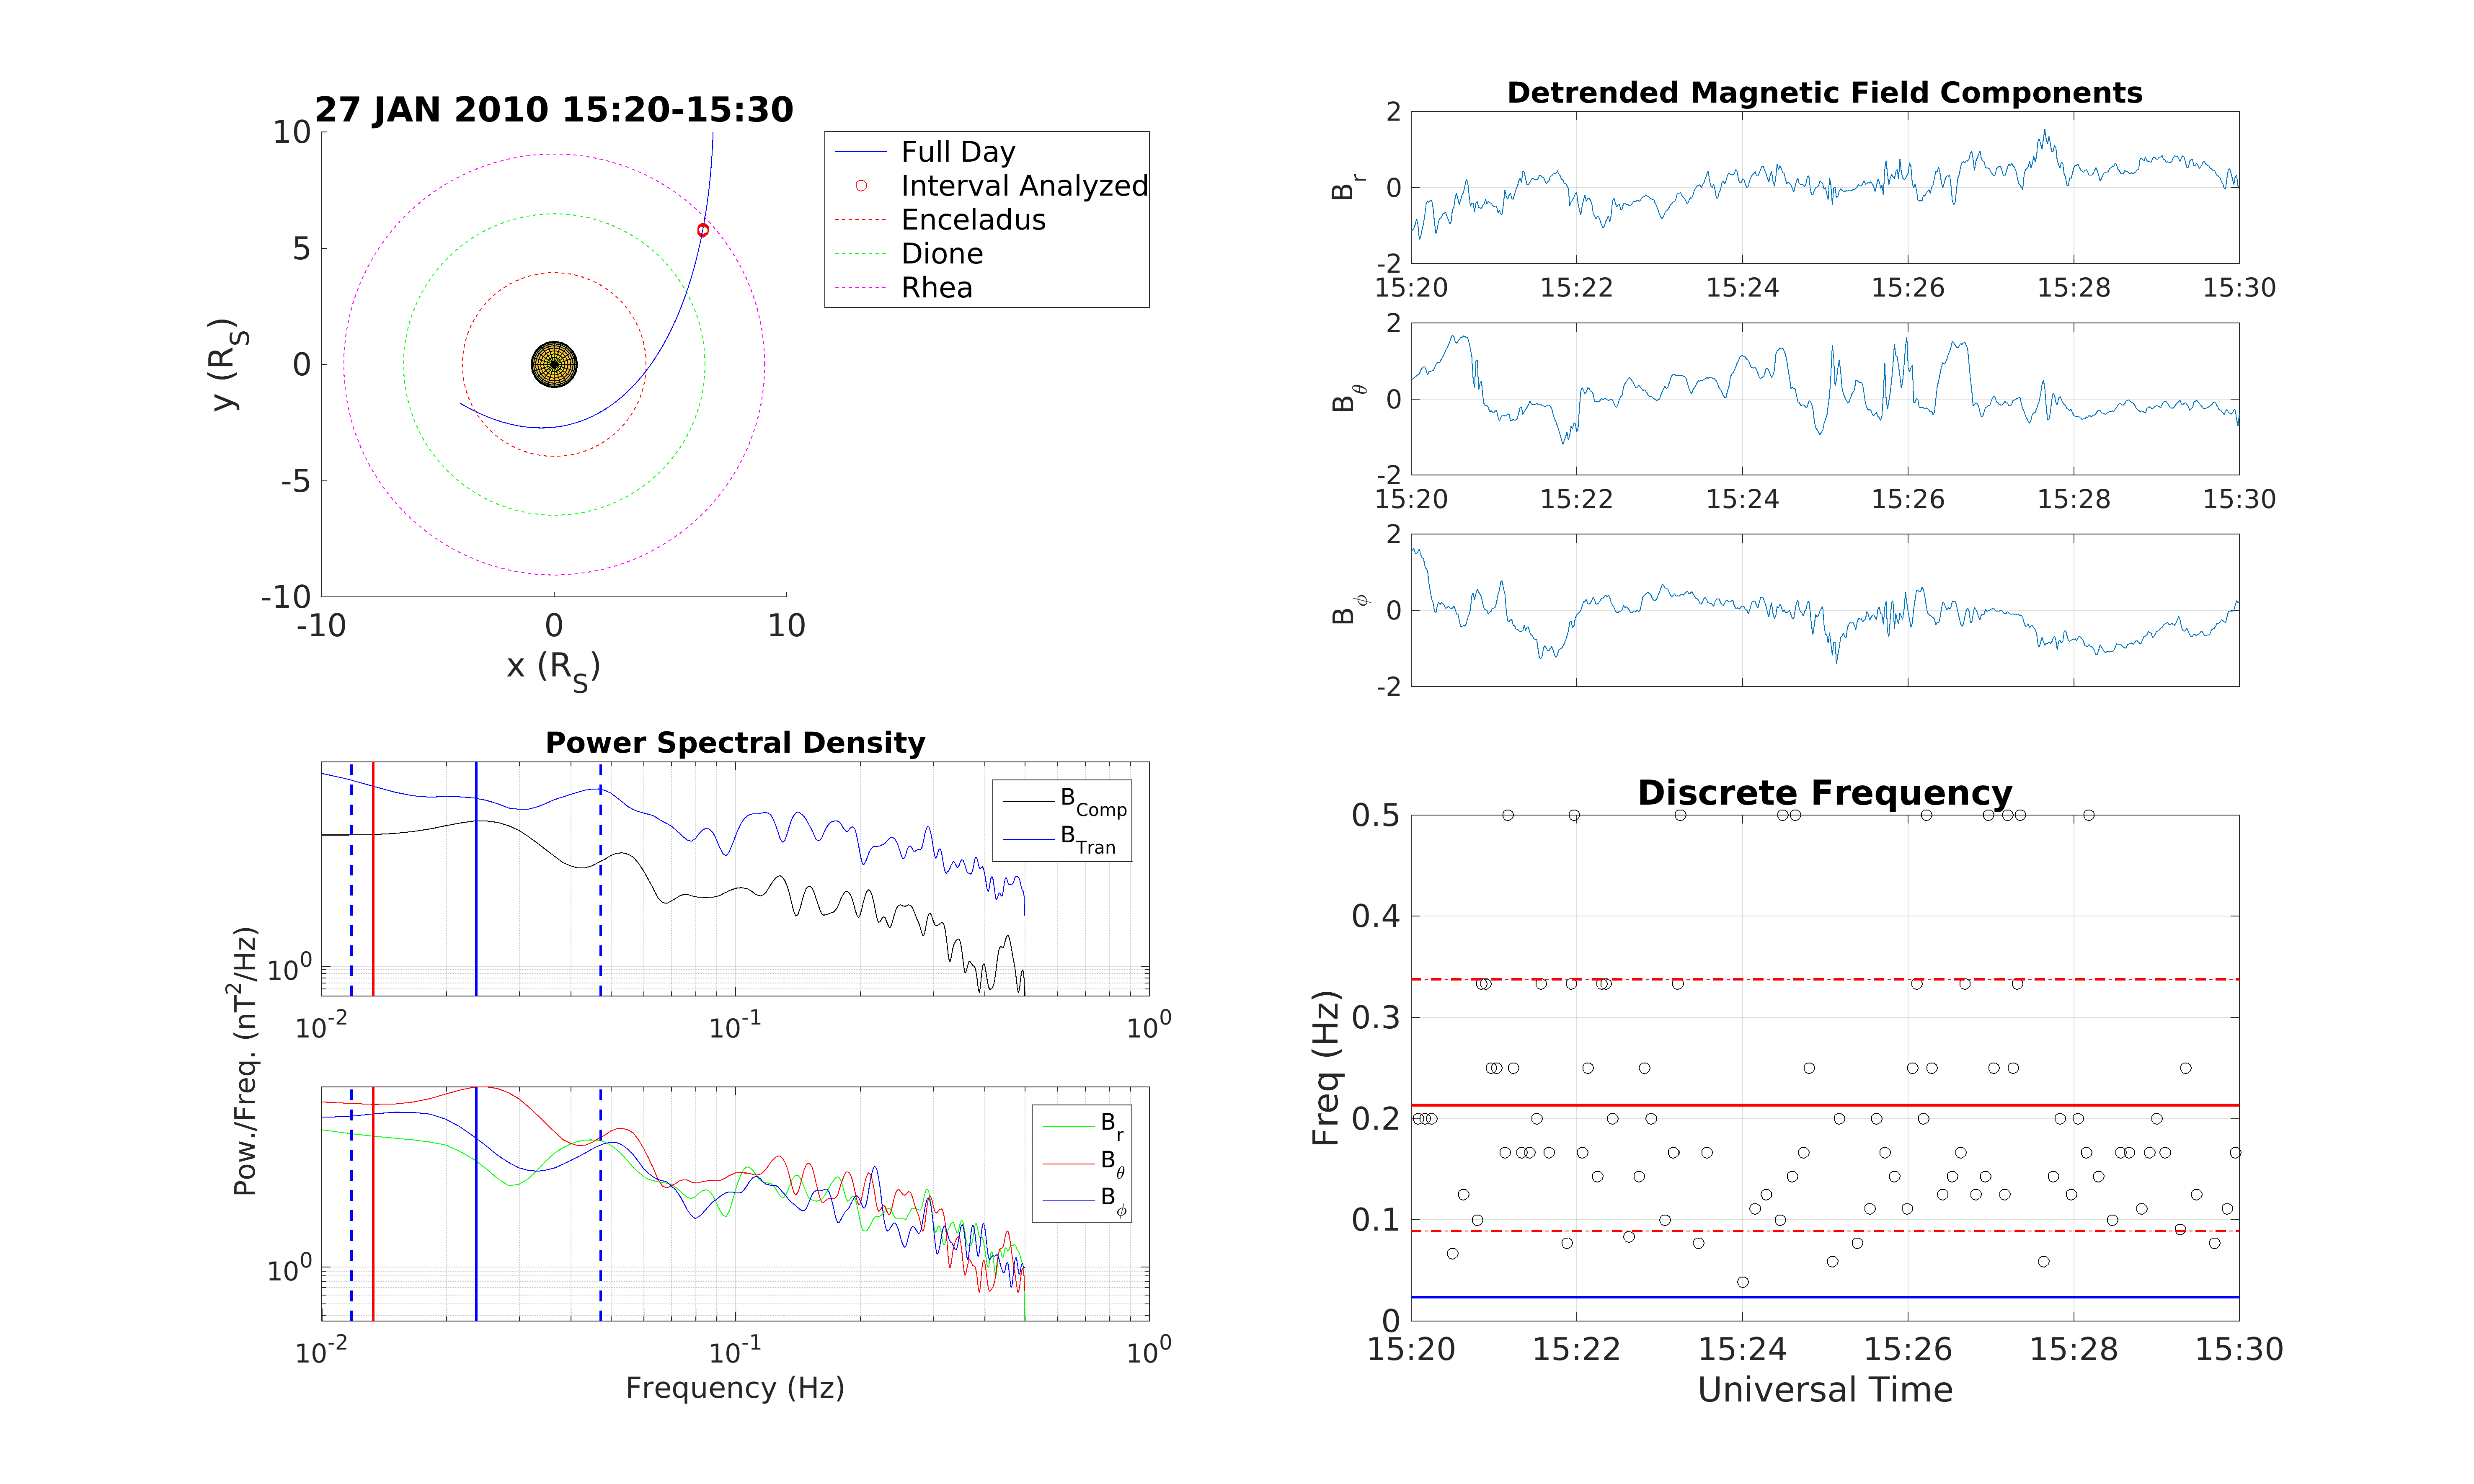 27 JAN 2010 15:20-15:30
10
5
0
-5
-10
-10 0 10
y (R_S)
x (R_S)
Full Day
Interval Analyzed
Enceladus
Dione
Rhea
Detrended Magnetic Field Components
2
0
-2
B_r
15:20 15:22 15:24 15:26 15:28 15:30
2
0
-2
B_θ
15:20 15:22 15:24 15:26 15:28 15:30
2
0
-2
B_ϕ
Power Spectral Density
B_Comp
B_Tran
10^0
10^-2 10^-1 10^0
Pow./Freq. (nT^2/Hz)
B_r
B_θ
B_ϕ
10^0
10^-2 10^-1 10^0
Frequency (Hz)
Discrete Frequency
0.5
0.4
0.3
0.2
0.1
0
Freq (Hz)
15:20 15:22 15:24 15:26 15:28 15:30
Universal Time